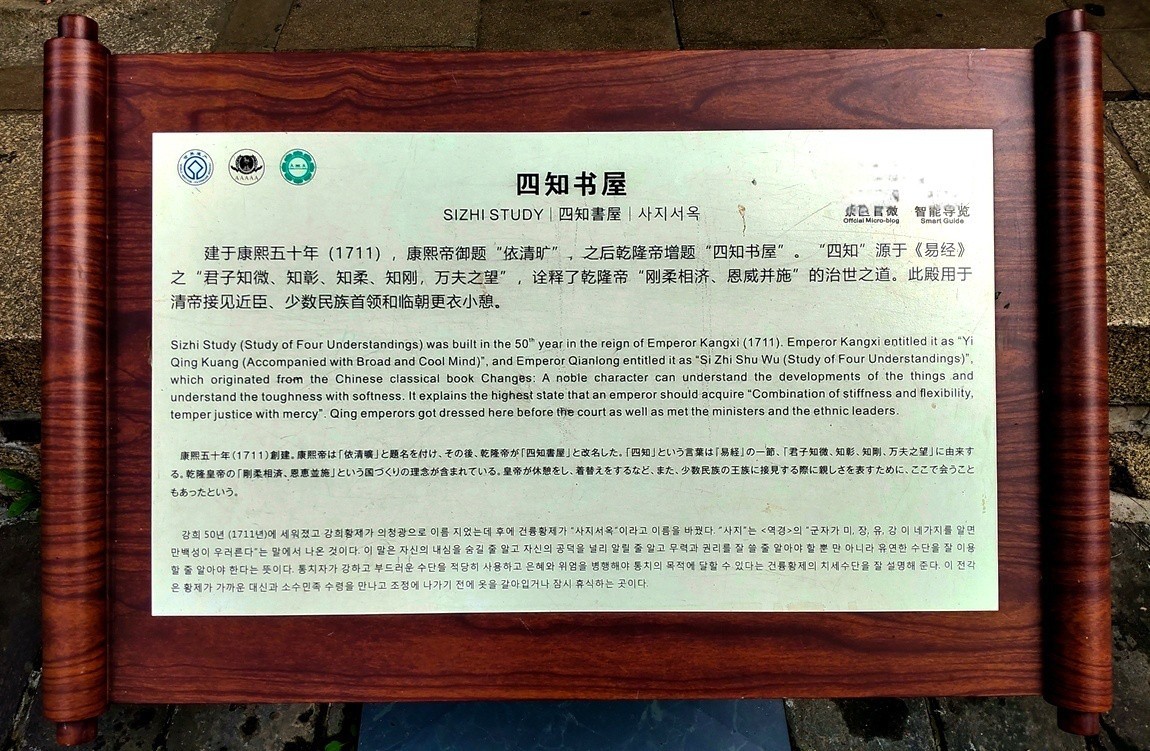 四知书屋
SIZHI STUDY | 四知書屋 | 사지서옥
景区官微 智能导览
Official Micro-blog Smart Guide
AAAAA
建于康熙五十年（1711），康熙帝御题“依清旷”，之后乾隆帝增题“四知书屋”。“四知”源于《易经》
之“君子知微、知彰、知柔、知刚，万夫之望”，诠释了乾隆帝“刚柔相济、恩威并施”的治世之道。此殿用于
清帝接见近臣、少数民族首领和临朝更衣小憩。
Sizhi Study (Study of Four Understandings) was built in the 50th year in the reign of Emperor Kangxi (1711). Emperor Kangxi entitled it as “Yi
Qing Kuang (Accompanied with Broad and Cool Mind)”, and Emperor Qianlong entitled it as “Si Zhi Shu Wu (Study of Four Understandings)”,
which originated from the Chinese classical book Changes: A noble character can understand the developments of the things and
understand the toughness with softness. It explains the highest state that an emperor should acquire “Combination of stiffness and flexibility,
temper justice with mercy”. Qing emperors got dressed here before the court as well as met the ministers and the ethnic leaders.
康熙五十年（1711）創建。康熙帝は「依清曠」と題名を付け、その後、乾隆帝が「四知書屋」と改名した。「四知」という言葉は「易経」の一節、「君子知微、知彰、知剛、万夫之望」に由来す
る。乾隆皇帝の「剛柔相済、恩恵並施」という国づくりの理念が含まれている。皇帝が休憩をし、着替えをするなど、また、少数民族の王族に接見する際に親しさを表すために、ここで会うこと
もあったという。
강희 50년 (1711년)에 세워졌고 강희황제가 의청광으로 이름 지었는데 후에 건륭황제가 “사지서옥”이라고 이름을 바꿨다. “사지”는 <역경>의 “군자가 미, 장, 유, 강 이 네가지를 알면
만백성이 우러른다”는 말에서 나온 것이다. 이 말은 자신의 내심을 숨길 줄 알고 자신의 공덕을 널리 알릴 줄 알고 무력과 권리를 잘 쓸 줄 알아야 할 뿐 만 아니라 유연한 수단을 잘 이용
할 줄 알아야 한다는 뜻이다. 통치자가 강하고 부드러운 수단을 적당히 사용하고 은혜와 위엄을 병행해야 통치의 목적에 달할 수 있다는 건륭황제의 치세수단을 잘 설명해 준다. 이 전각
은 황제가 가까운 대신과 소수민족 수령을 만나고 조정에 나가기 전에 옷을 갈아입거나 잠시 휴식하는 곳이다.